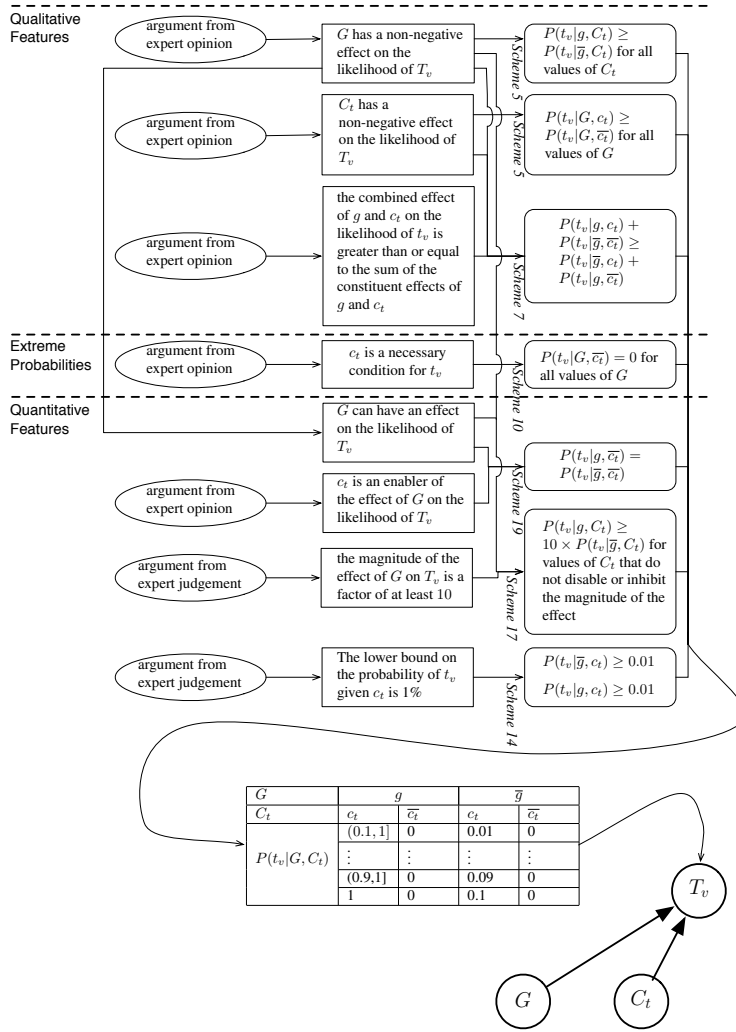 Qualitative
Features
argument from
expert opinion
G has a non-negative
effect on the
likelihood of T_v
Scheme 5
P(t_v|g, C_t) ≥
P(t_v|g̅, C_t) for all
values of C_t
argument from
expert opinion
C_t has a
non-negative effect
on the likelihood of
T_v
Scheme 5
P(t_v|G, c_t) ≥
P(t_v|G, c̅_t̅) for all
values of G
argument from
expert opinion
the combined effect
of g and c_t on the
likelihood of t_v is
greater than or equal
to the sum of the
constituent effects of
g and c_t
Scheme 7
P(t_v|g, c_t) +
P(t_v|g̅, c̅_t̅) ≥
P(t_v|g̅, c_t) +
P(t_v|g, c̅_t̅)
Extreme
Probabilities
argument from
expert opinion
c_t is a necessary
condition for t_v
Scheme 10
P(t_v|G, c̅_t̅) = 0 for
all values of G
Quantitative
Features
G can have an effect
on the likelihood of
T_v
argument from
expert opinion
c_t is an enabler of
the effect of G on the
likelihood of T_v
Scheme 19
P(t_v|g, c̅_t̅) =
P(t_v|g̅, c̅_t̅)
argument from
expert judgement
the magnitude of the
effect of G on T_v is a
factor of at least 10
Scheme 17
P(t_v|g, C_t) ≥
10 × P(t_v|g̅, C_t) for
values of C_t that do
not disable or inhibit
the magnitude of the
effect
argument from
expert judgement
The lower bound on
the probability of t_v
given c_t is 1%
Scheme 14
P(t_v|g̅, c_t) ≥ 0.01
P(t_v|g, c_t) ≥ 0.01
G g g̅
C_t c_t c̅_t̅ c_t c̅_t̅
P(t_v|G, C_t)
(0.1, 1] 0 0.01 0
⋮ ⋮ ⋮ ⋮
(0.9,1] 0 0.09 0
1 0 0.1 0
T_v
G
C_t